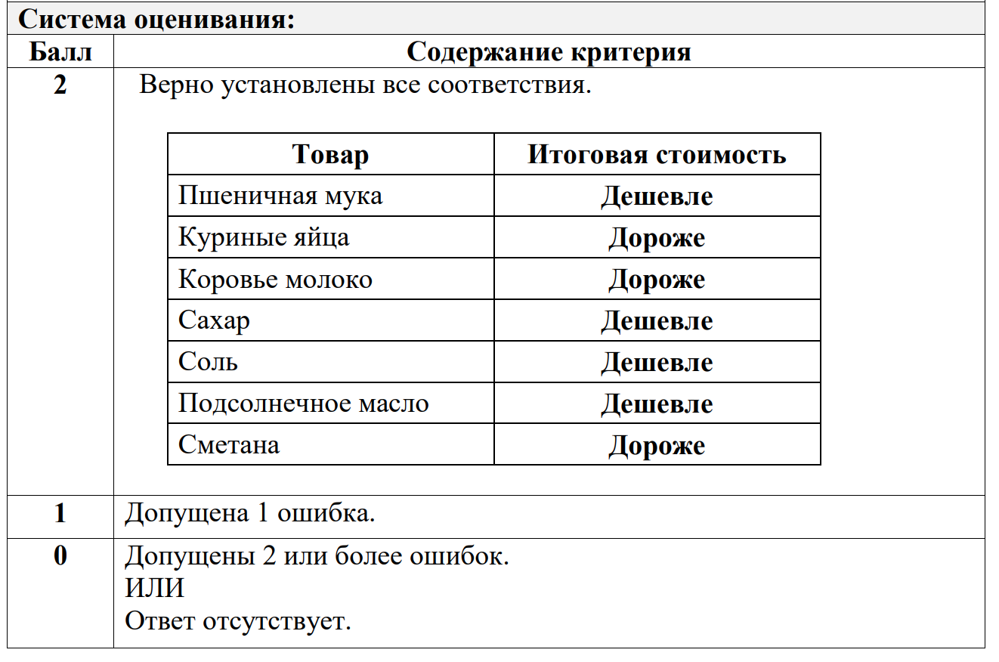 Система оценивания:
Балл Содержание критерия
2 Верно установлены все соответствия.
Товар Итоговая стоимость
Пшеничная мука Дешевле
Куриные яйца Дороже
Коровье молоко Дороже
Сахар Дешевле
Соль Дешевле
Подсолнечное масло Дешевле
Сметана Дороже
1 Допущена 1 ошибка.
0 Допущены 2 или более ошибок.
ИЛИ
Ответ отсутствует.